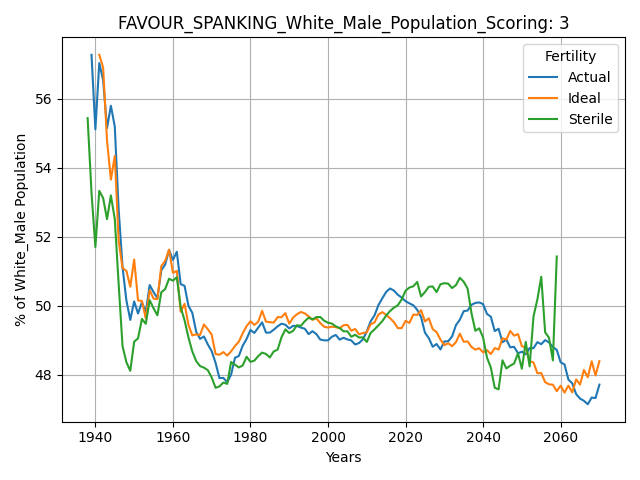 FAVOUR_SPANKING_White_Male_Population_Scoring: 3
Fertility
Actual
Ideal
Sterile
% of White_Male Population
56
54
52
50
48
1940 1960 1980 2000 2020 2040 2060
Years